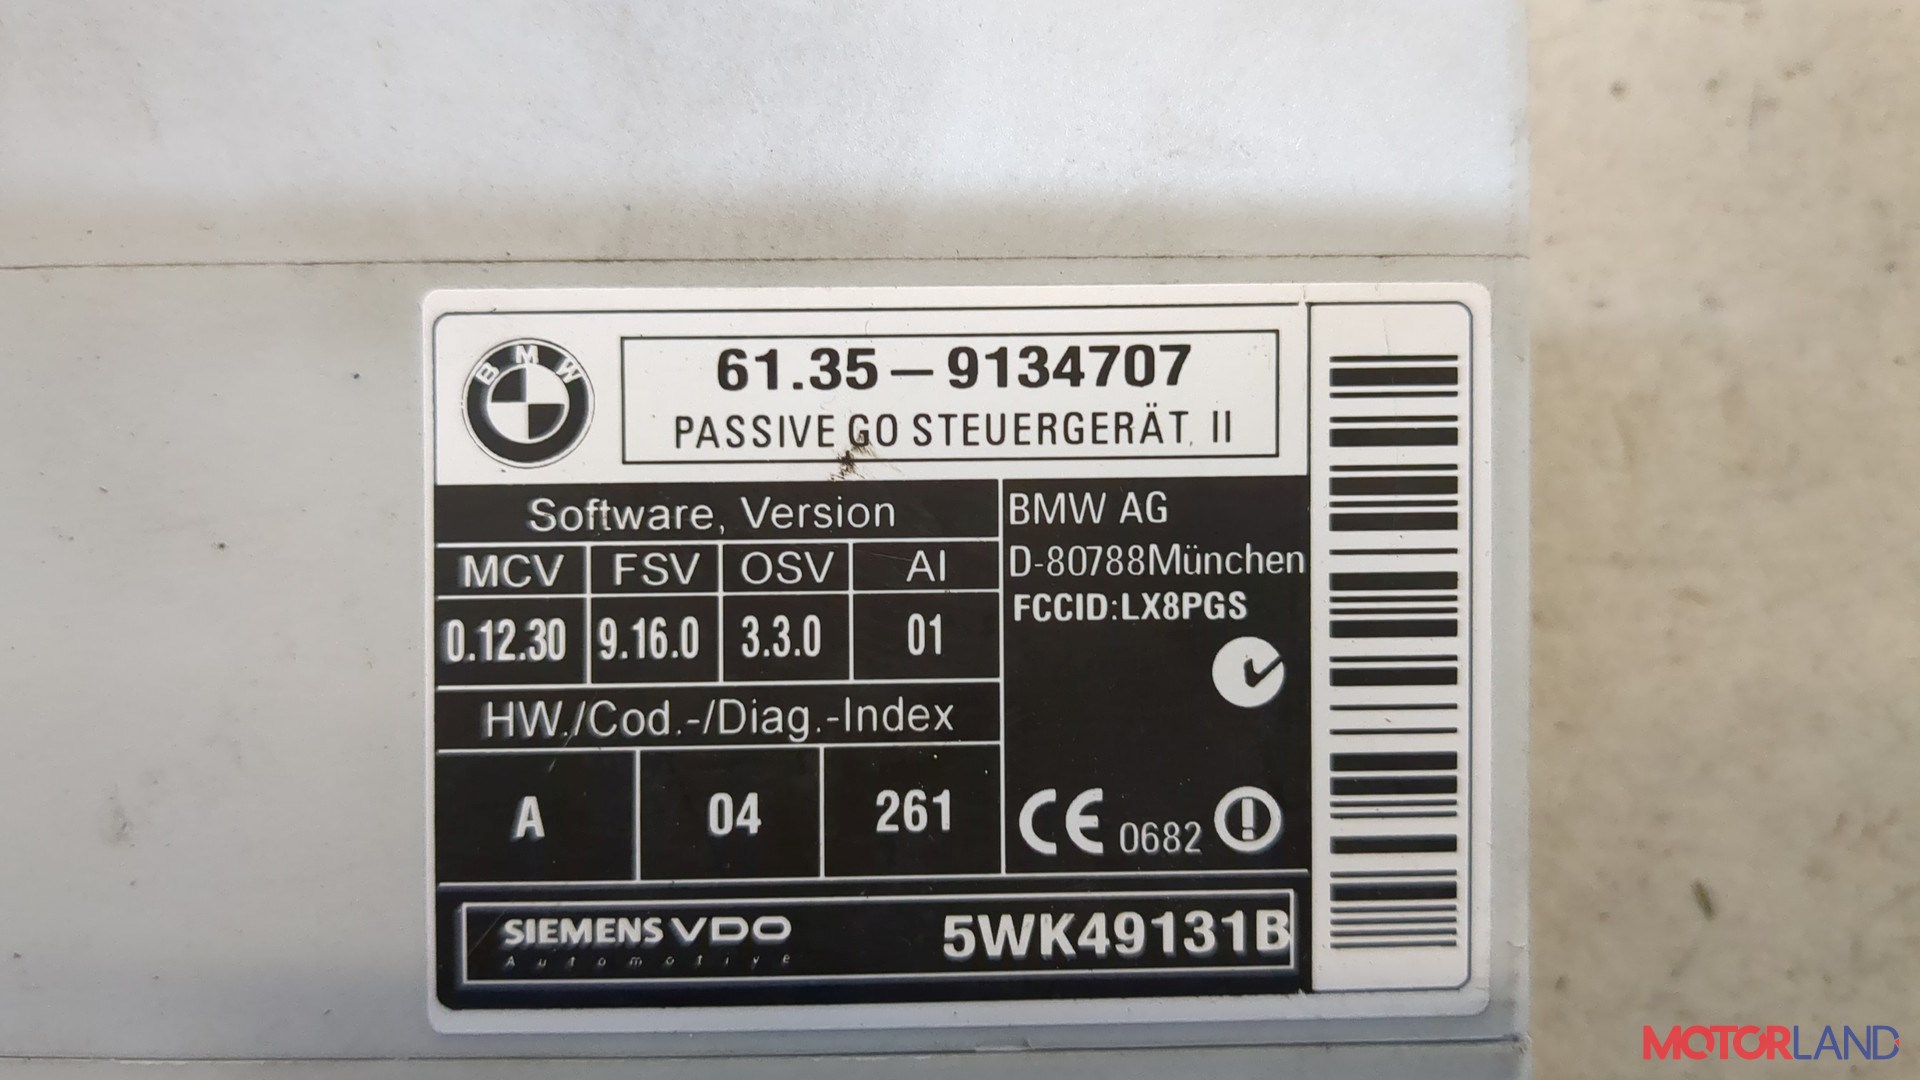 BMW
61.35-9134707
PASSIVE GO STEUERGERÄT, II
Software, Version
MCV FSV OSV AI
0.12.30 9.16.0 3.3.0 01
HW./Cod.-/Diag.-Index
A 04 261
BMW AG
D-80788München
FCCID:LX8PGS
CE 0682
SIEMENS VDO
Automotive
5WK49131B
MOTORLAND